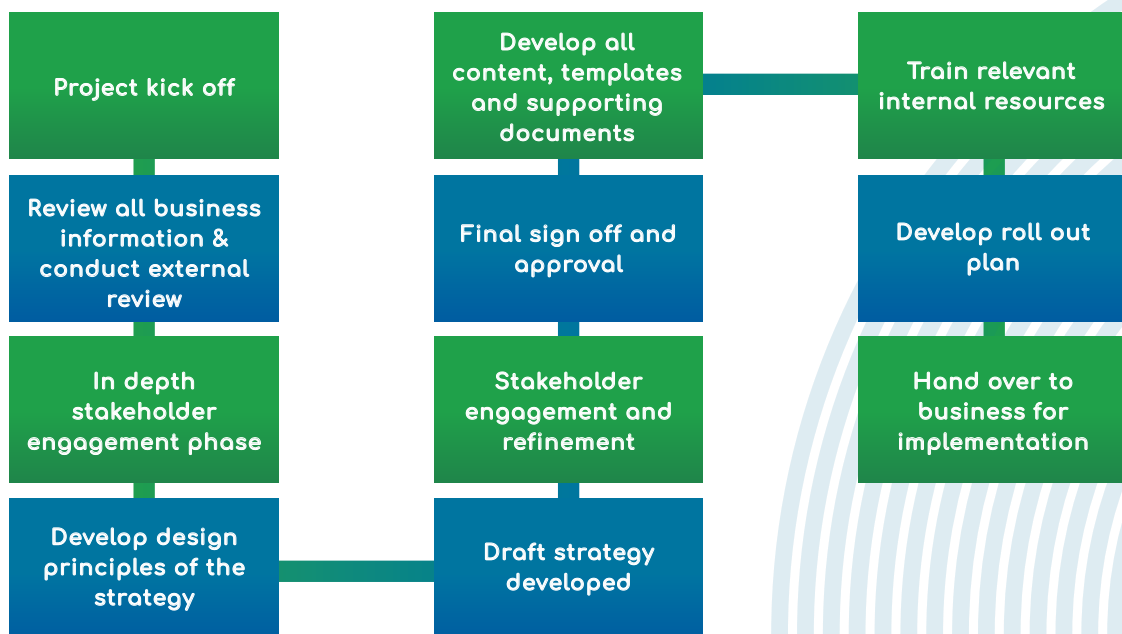 Project kick off
Review all business
information &
conduct external
review
In depth
stakeholder
engagement phase
Develop design
principles of the
strategy
Draft strategy
developed
Stakeholder
engagement and
refinement
Final sign off and
approval
Develop all
content, templates
and supporting
documents
Train relevant
internal resources
Develop roll out
plan
Hand over to
business for
implementation